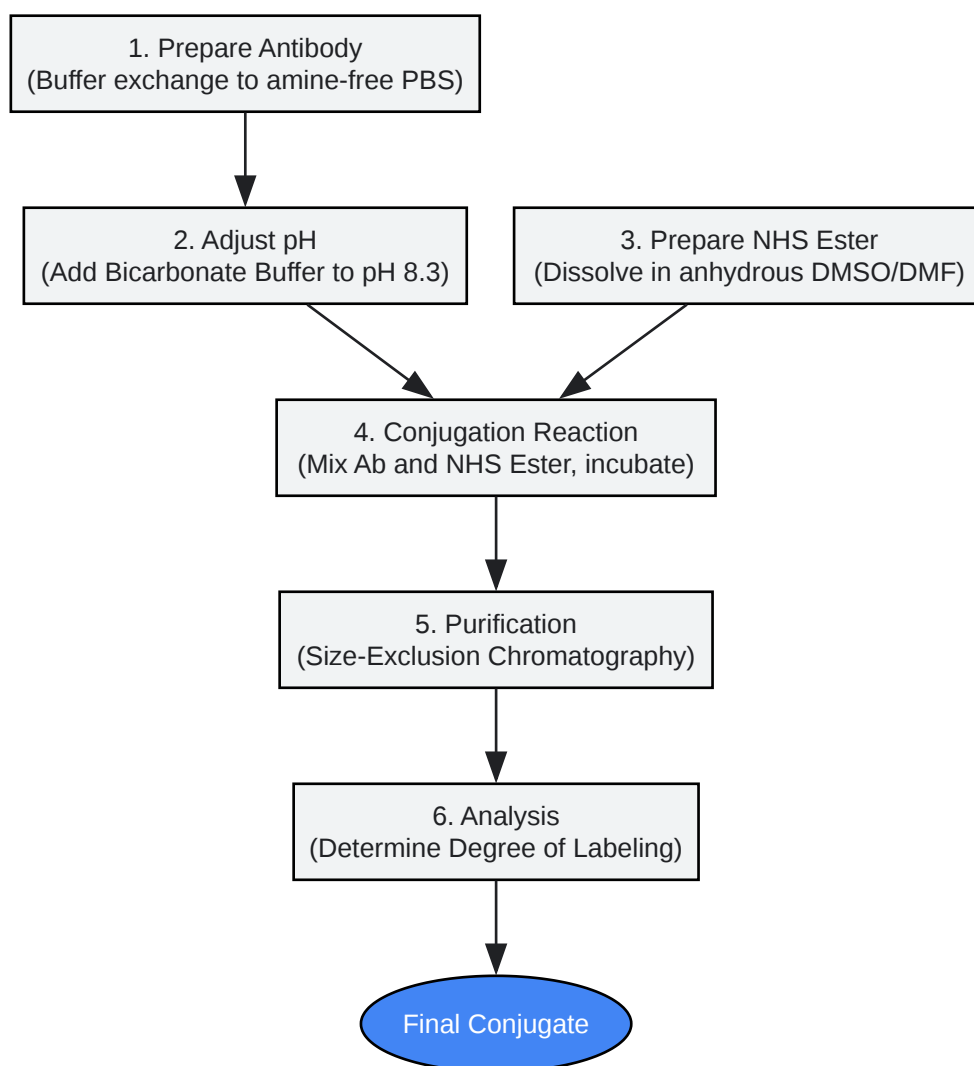 1. Prepare Antibody
(Buffer exchange to amine-free PBS)
2. Adjust pH
(Add Bicarbonate Buffer to pH 8.3)
3. Prepare NHS Ester
(Dissolve in anhydrous DMSO/DMF)
4. Conjugation Reaction
(Mix Ab and NHS Ester, incubate)
5. Purification
(Size-Exclusion Chromatography)
6. Analysis
(Determine Degree of Labeling)
Final Conjugate